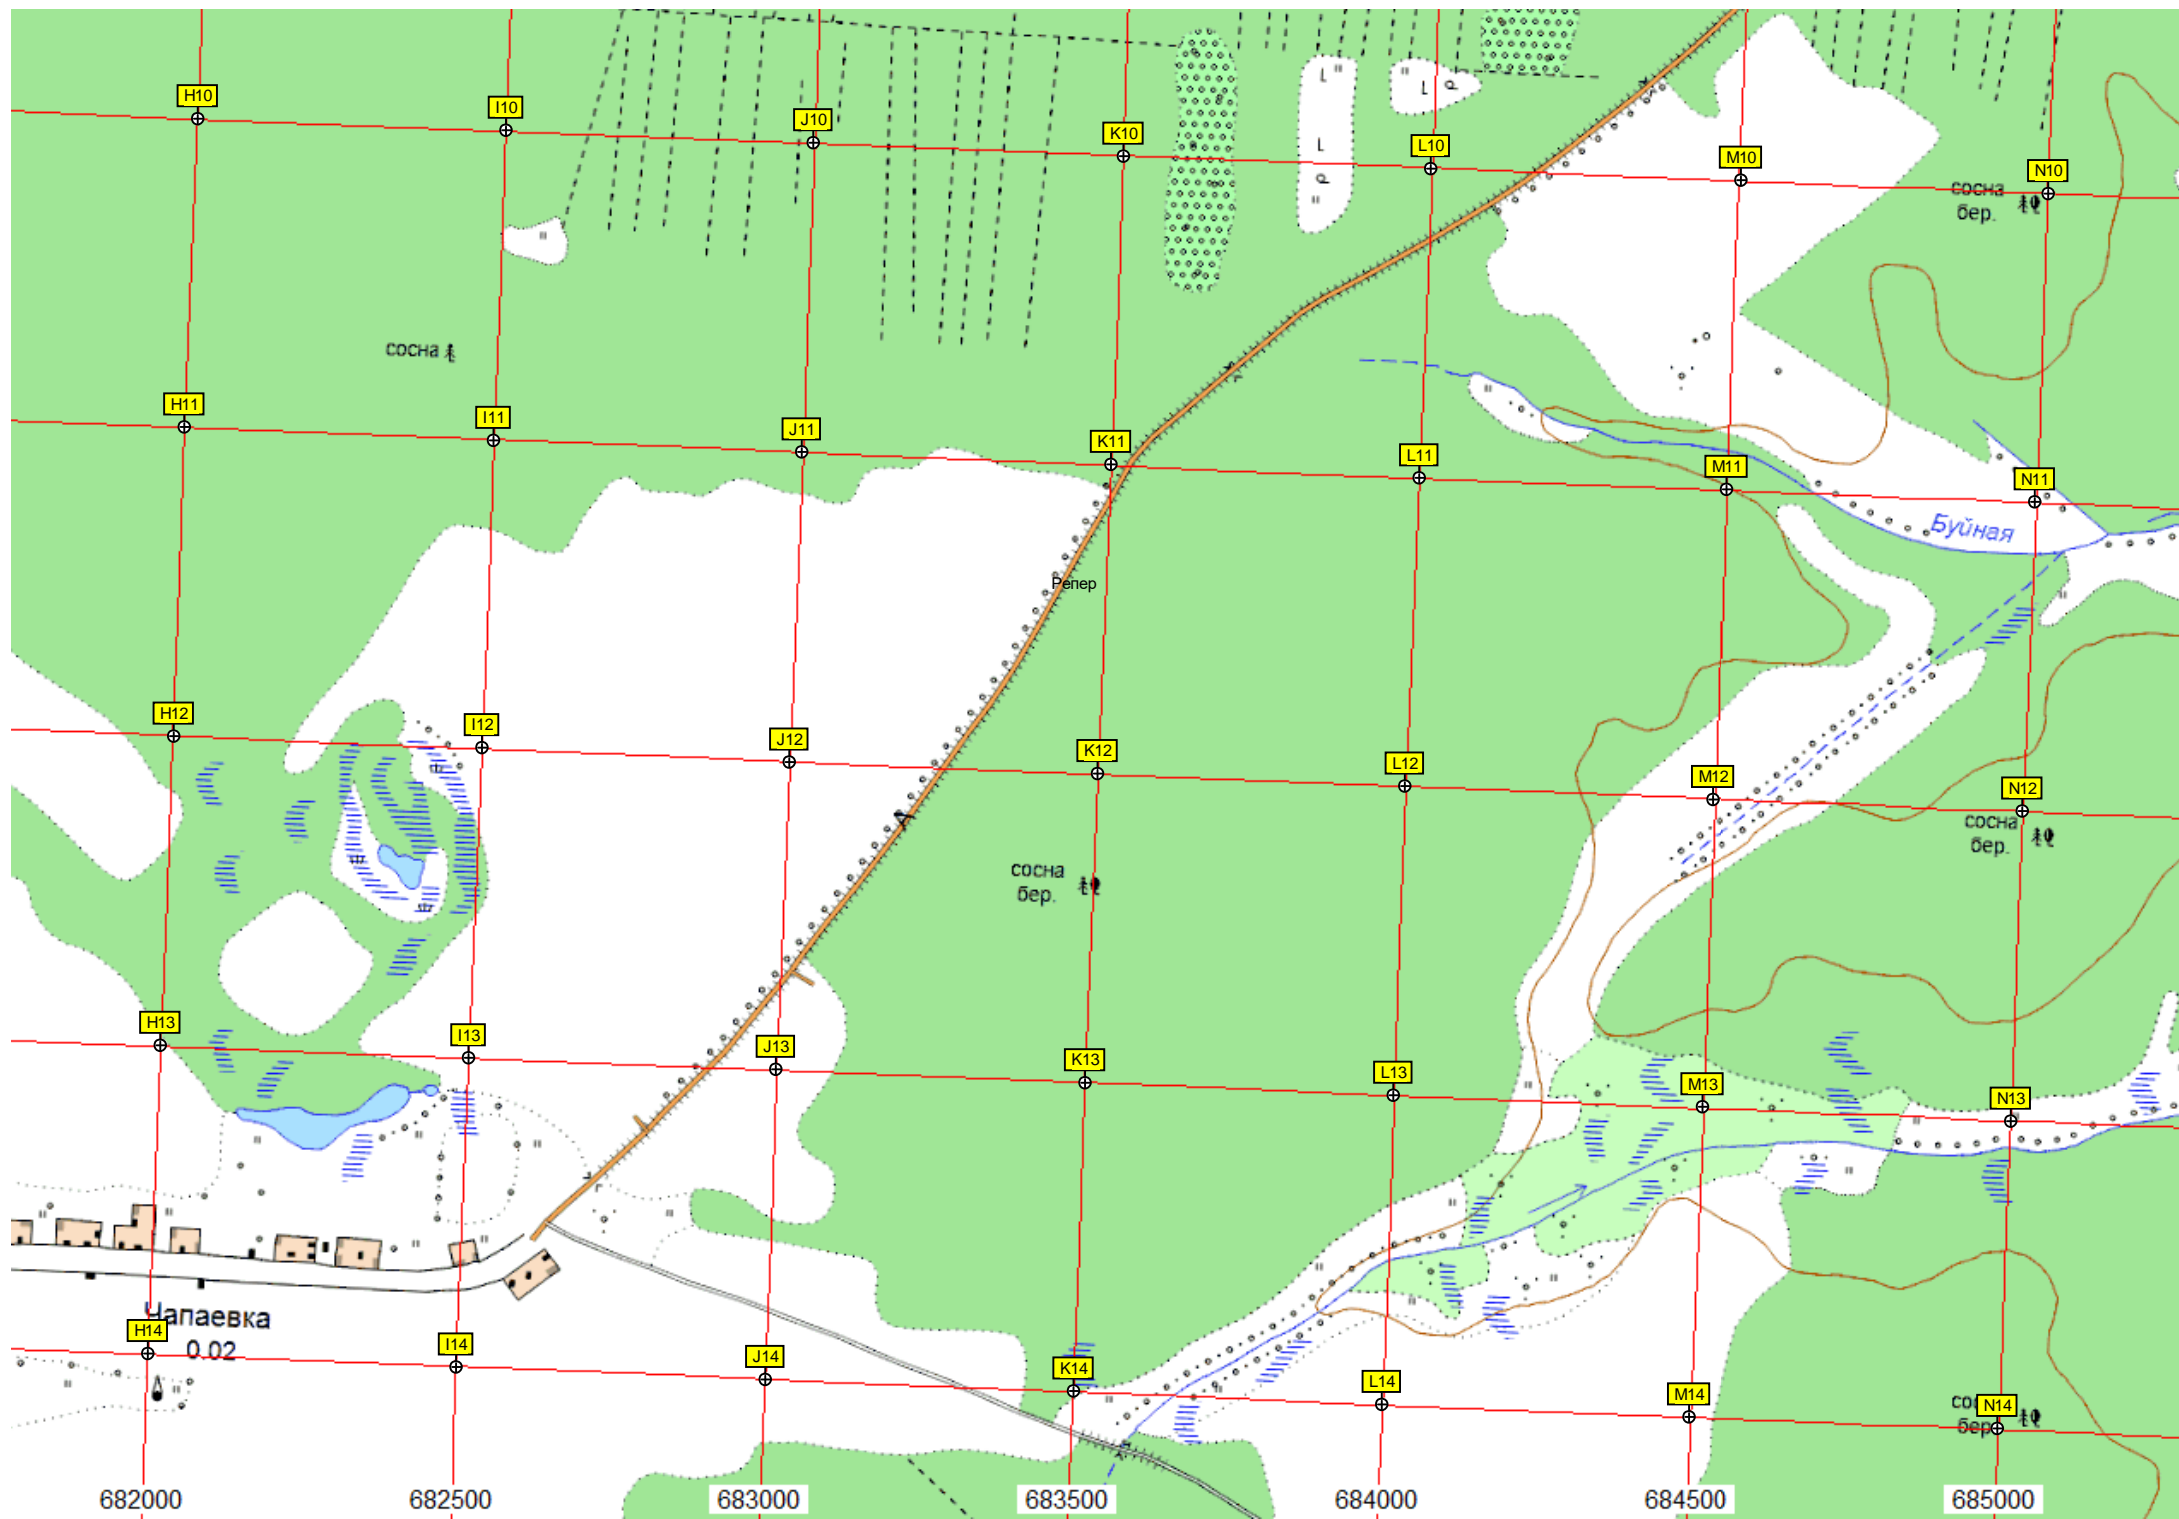 H10
I10
J10
K10
L10
M10
N10
сосна
бер.
сосна
H11
I11
J11
K11
L11
M11
N11
Буйная
Репер
H12
I12
J12
K12
L12
M12
N12
сосна
бер.
сосна
бер.
H13
I13
J13
K13
L13
M13
N13
Чапаевка
0.02
H14
I14
J14
K14
L14
M14
N14
бер
682000
682500
683000
683500
684000
684500
685000